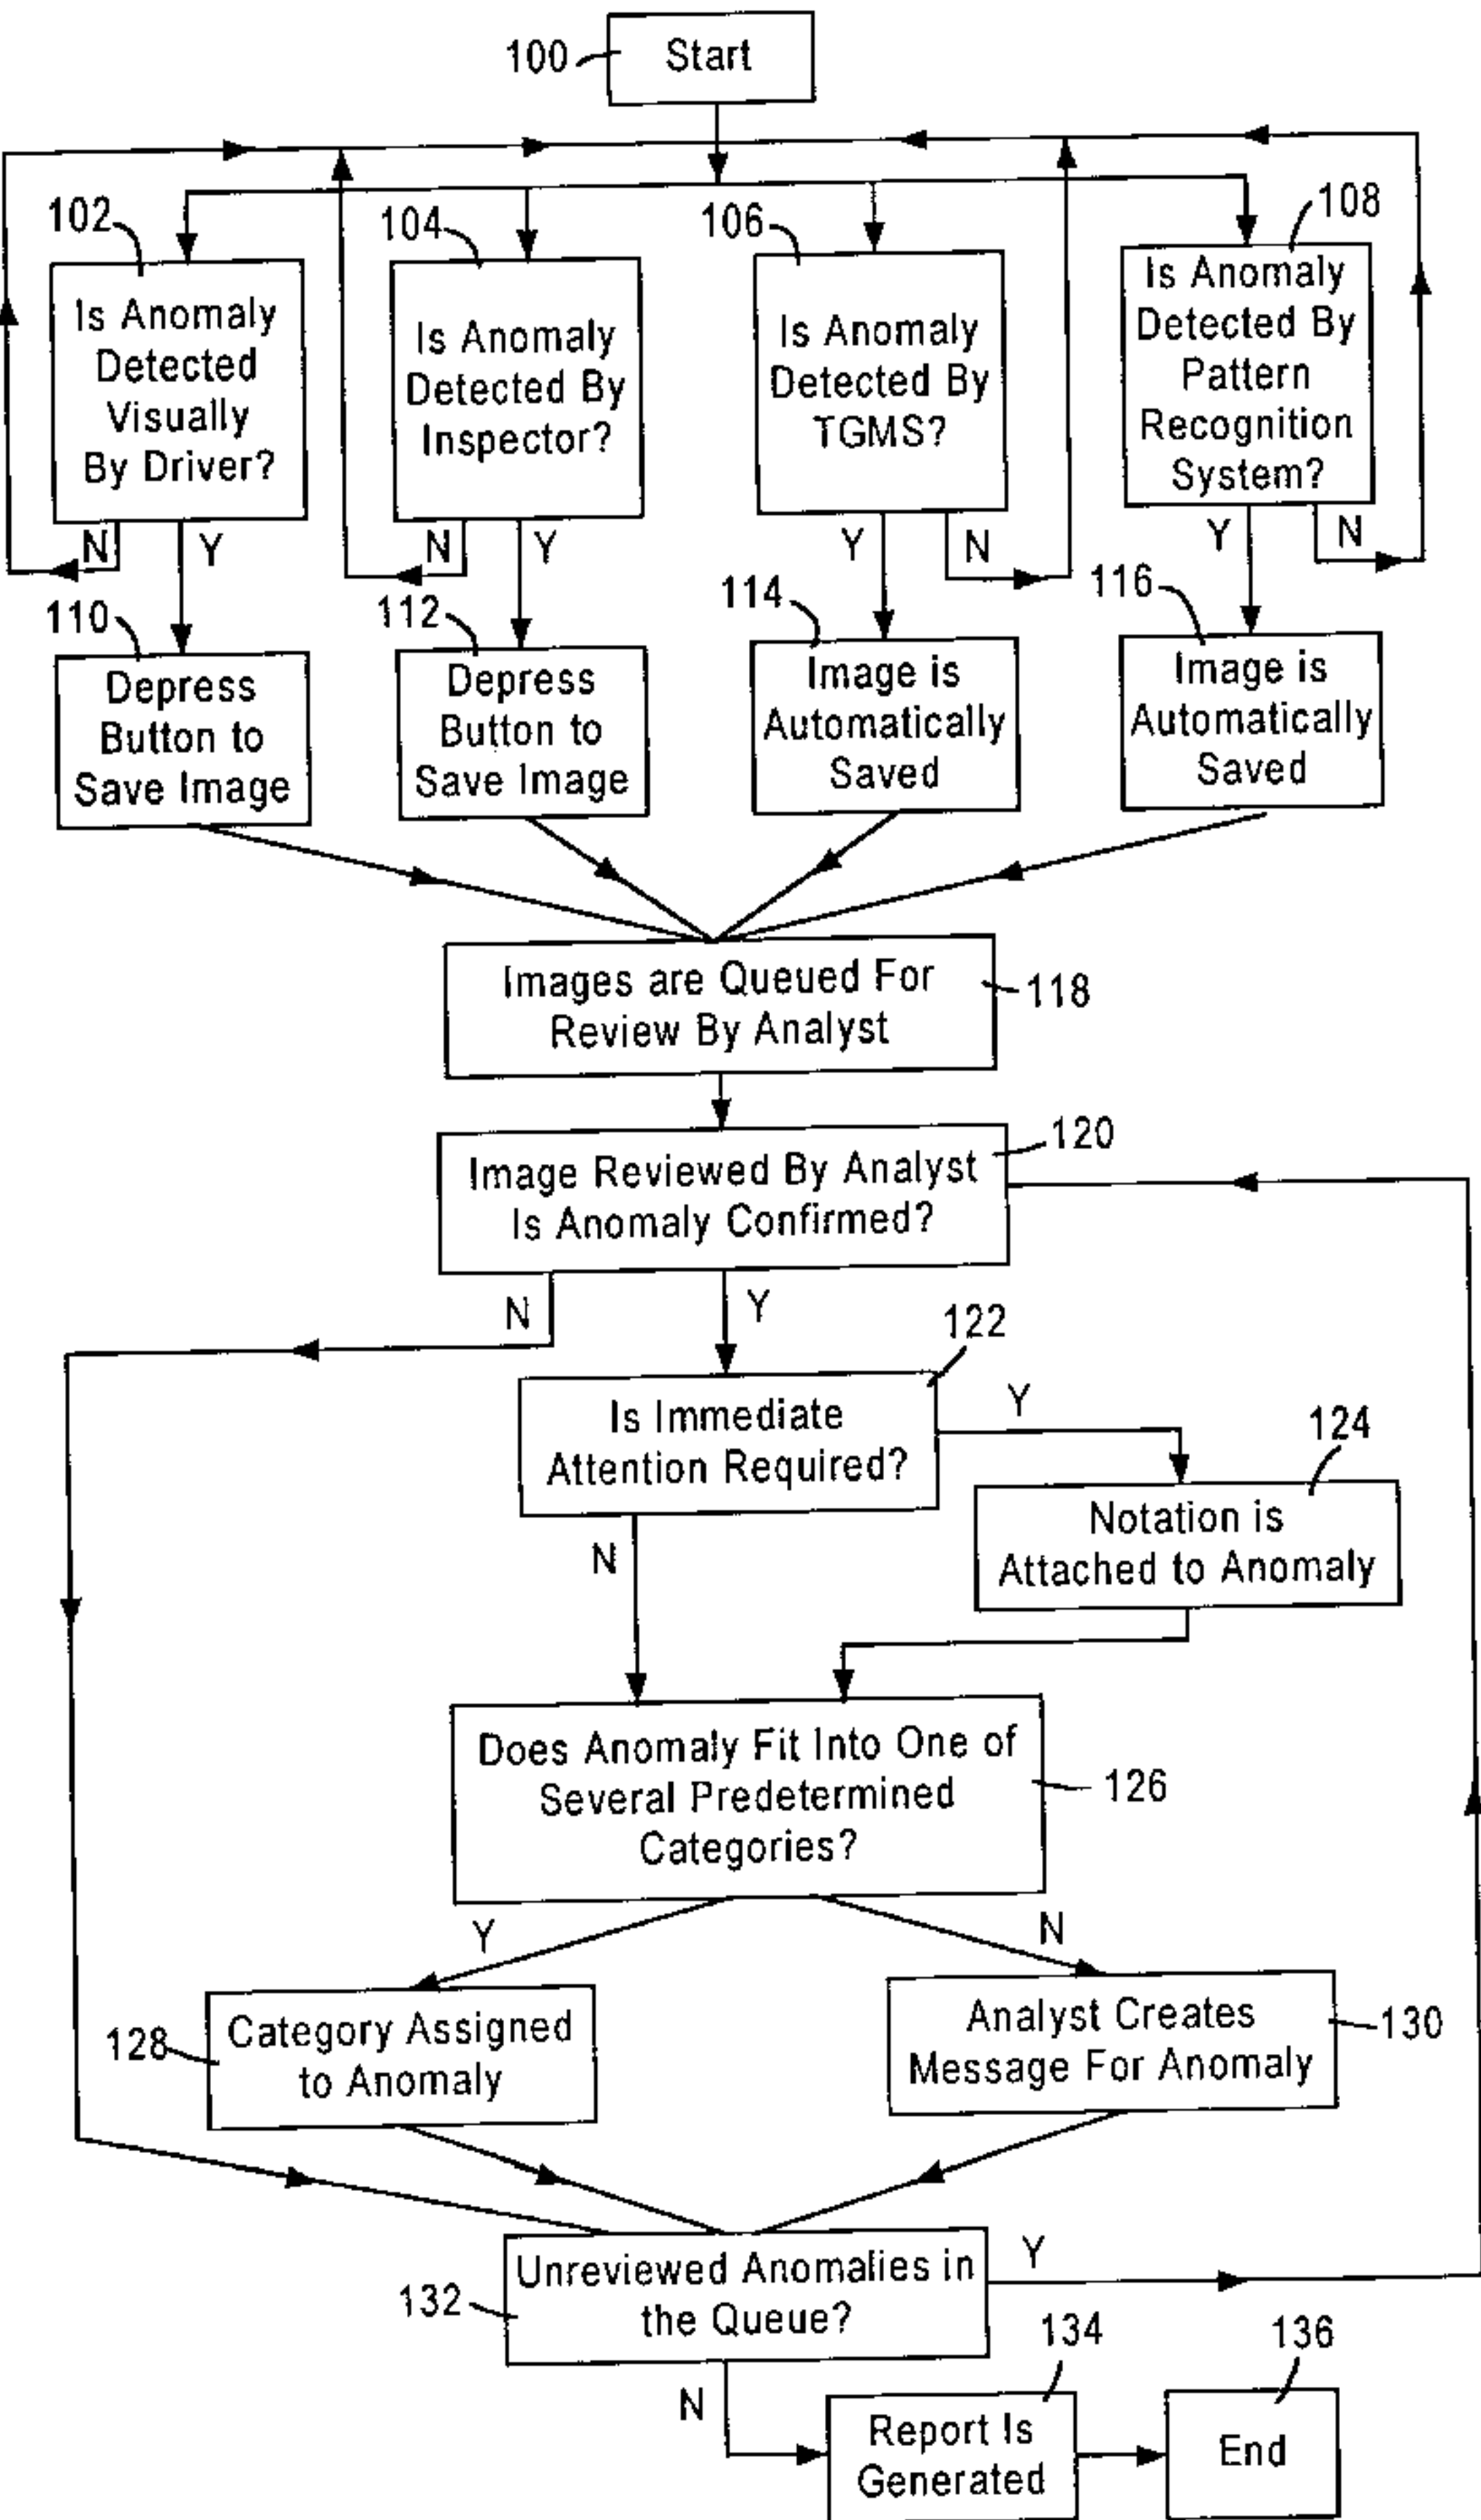 100
Start
102
104
106
108
Is Anomaly
Detected
Visually
By Driver?
Is Anomaly
Detected By
Inspector?
Is Anomaly
Detected By
TGMS?
Is Anomaly
Detected By
Pattern
Recognition
System?
N
Y
N
Y
Y
N
Y
N
110
112
114
116
Depress
Button to
Save Image
Depress
Button to
Save Image
Image is
Automatically
Saved
Image is
Automatically
Saved
Images are Queued For
Review By Analyst
118
120
Image Reviewed By Analyst
Is Anomaly Confirmed?
N
Y
122
Is Immediate
Attention Required?
Y
124
N
Notation is
Attached to Anomaly
Does Anomaly Fit Into One of
Several Predetermined
Categories?
126
Y
N
128
Category Assigned
to Anomaly
Analyst Creates
Message For Anomaly
130
132
Unreviewed Anomalies in
the Queue?
Y
N
134
136
Report Is
Generated
End